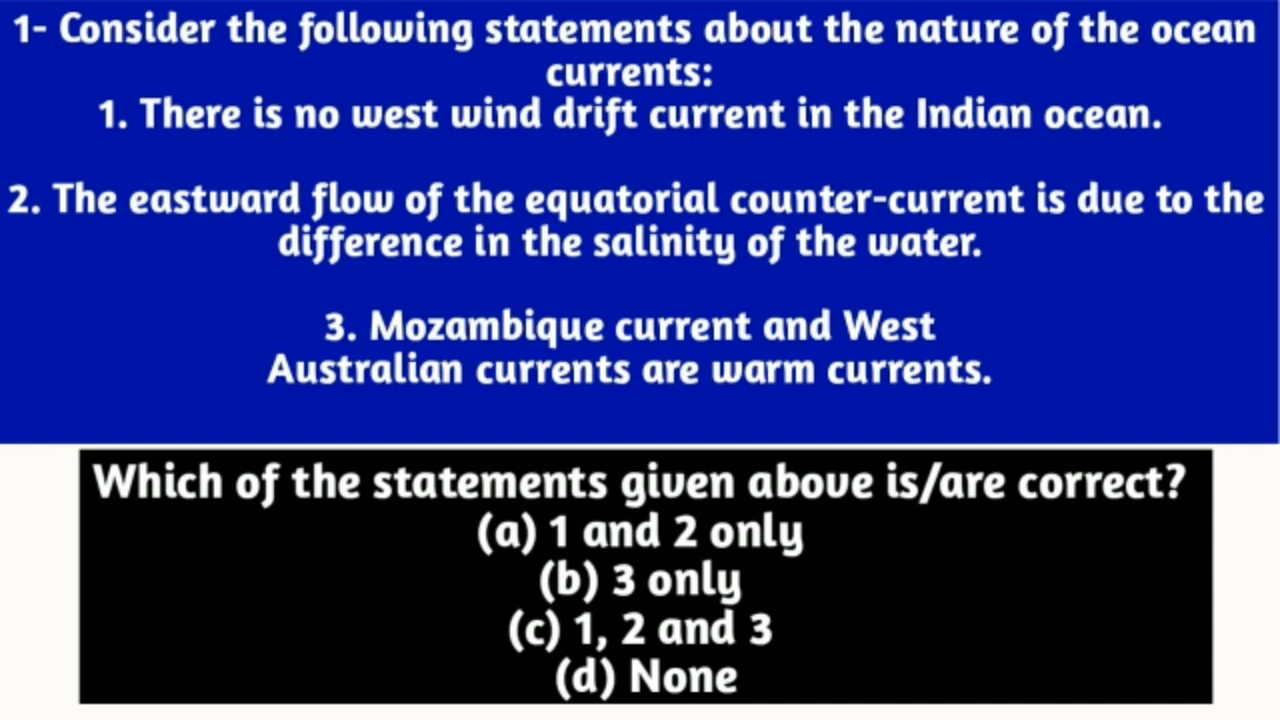 1- Consider the following statements about the nature of the ocean
currents:
1. There is no west wind drift current in the Indian ocean.
2. The eastward flow of the equatorial counter-current is due to the
difference in the salinity of the water.
3. Mozambique current and West
Australian currents are warm currents.
Which of the statements given above is/are correct?
(a) 1 and 2 only
(b) 3 only
(c) 1, 2 and 3
(d) None